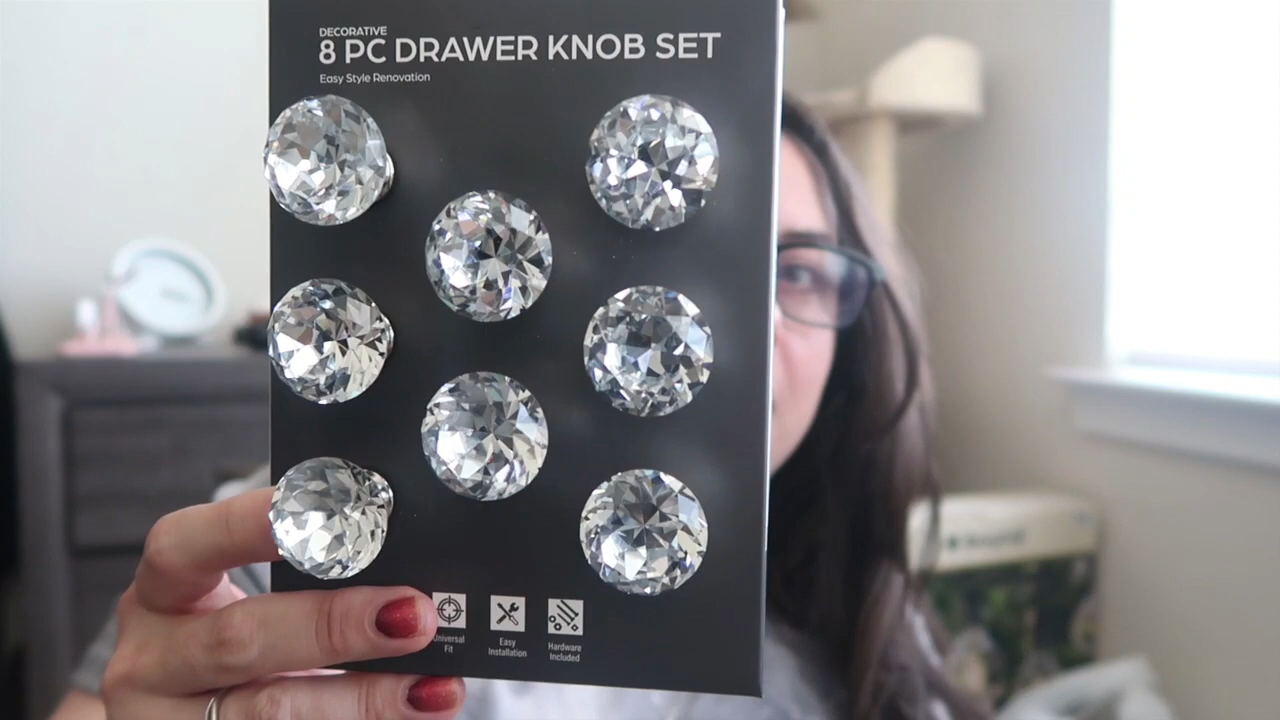 DECORATIVE
8 PC DRAWER KNOB SET
Easy Style Renovation
Universal
Fit
Easy
Installation
Hardware
Included